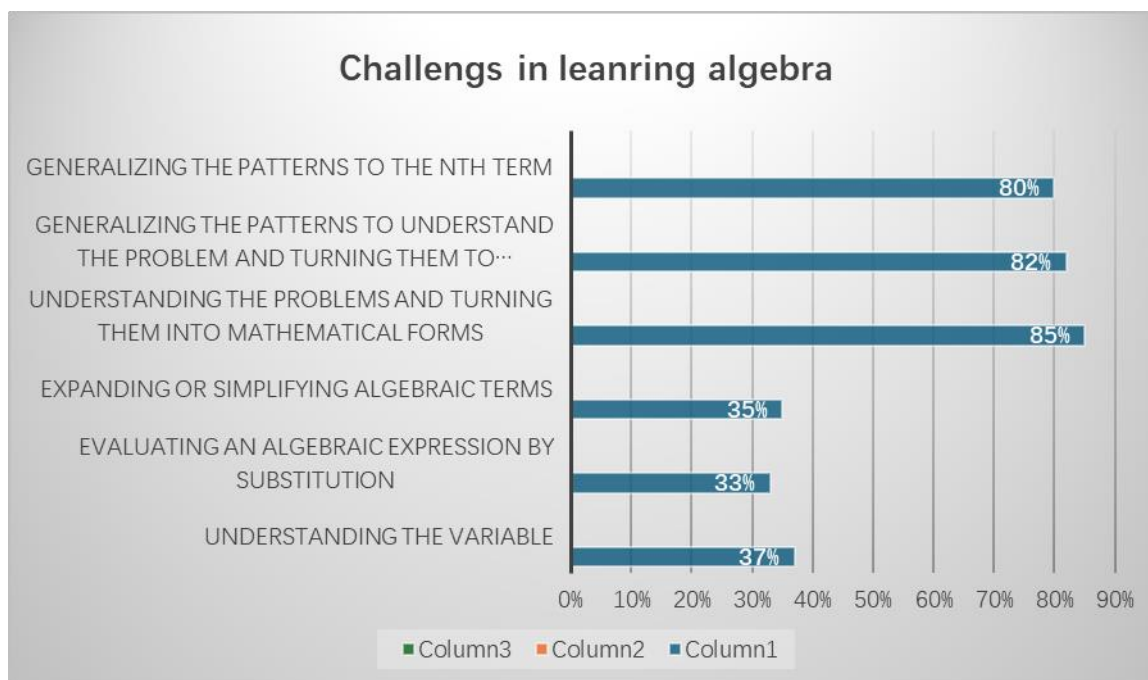 Challengs in leanring algebra
GENERALIZING THE PATTERNS TO THE NTH TERM
80%
GENERALIZING THE PATTERNS TO UNDERSTAND
THE PROBLEM AND TURNING THEM TO…
82%
UNDERSTANDING THE PROBLEMS AND TURNING
THEM INTO MATHEMATICAL FORMS
85%
EXPANDING OR SIMPLIFYING ALGEBRAIC TERMS
35%
EVALUATING AN ALGEBRAIC EXPRESSION BY
SUBSTITUTION
33%
UNDERSTANDING THE VARIABLE
37%
0% 10% 20% 30% 40% 50% 60% 70% 80% 90%
Column3 Column2 Column1